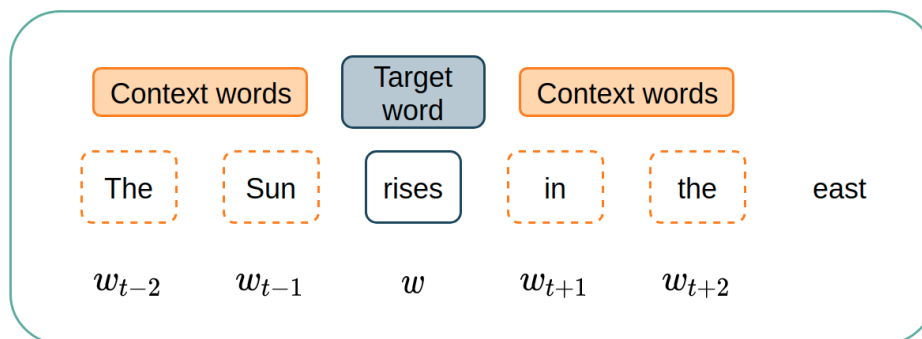 Context words Target word Context words
The Sun rises in the east
w_{t-2} w_{t-1} w w_{t+1} w_{t+2}